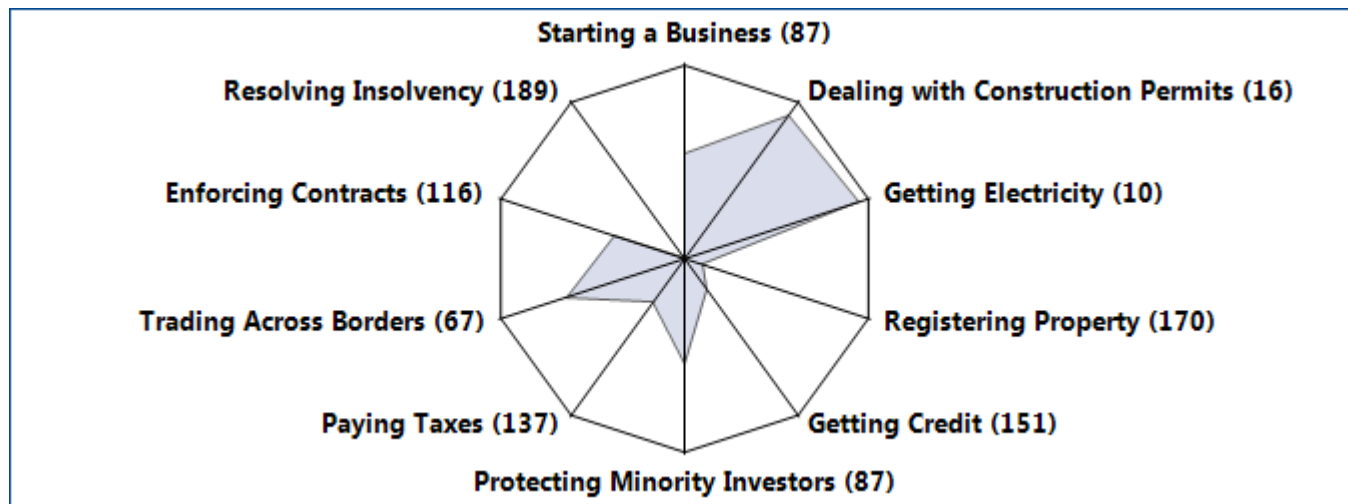 Starting a Business (87)
Resolving Insolvency (189)
Dealing with Construction Permits (16)
Enforcing Contracts (116)
Getting Electricity (10)
Trading Across Borders (67)
Registering Property (170)
Paying Taxes (137)
Getting Credit (151)
Protecting Minority Investors (87)